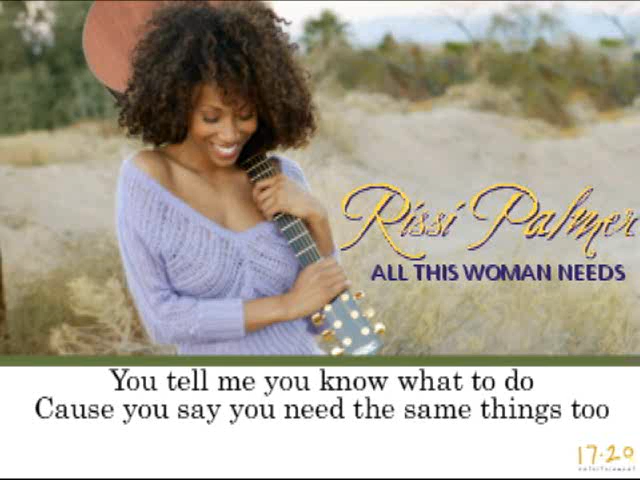 Rissi Palmer
ALL THIS WOMAN NEEDS
You tell me you know what to do
Cause you say you need the same things too
17·20
entertainment